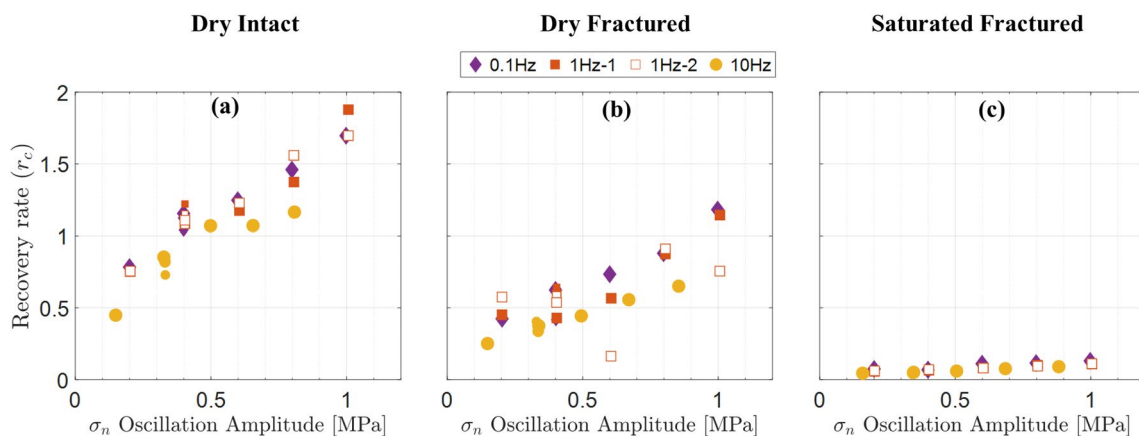 Dry Intact
Dry Fractured
Saturated Fractured
0.1Hz 1Hz-1 1Hz-2 10Hz
Recovery rate (r_c)
2
1.5
1
0.5
0
(a)
(b)
(c)
0 0.5 1
0 0.5 1
0 0.5 1
σ_n Oscillation Amplitude [MPa]
σ_n Oscillation Amplitude [MPa]
σ_n Oscillation Amplitude [MPa]